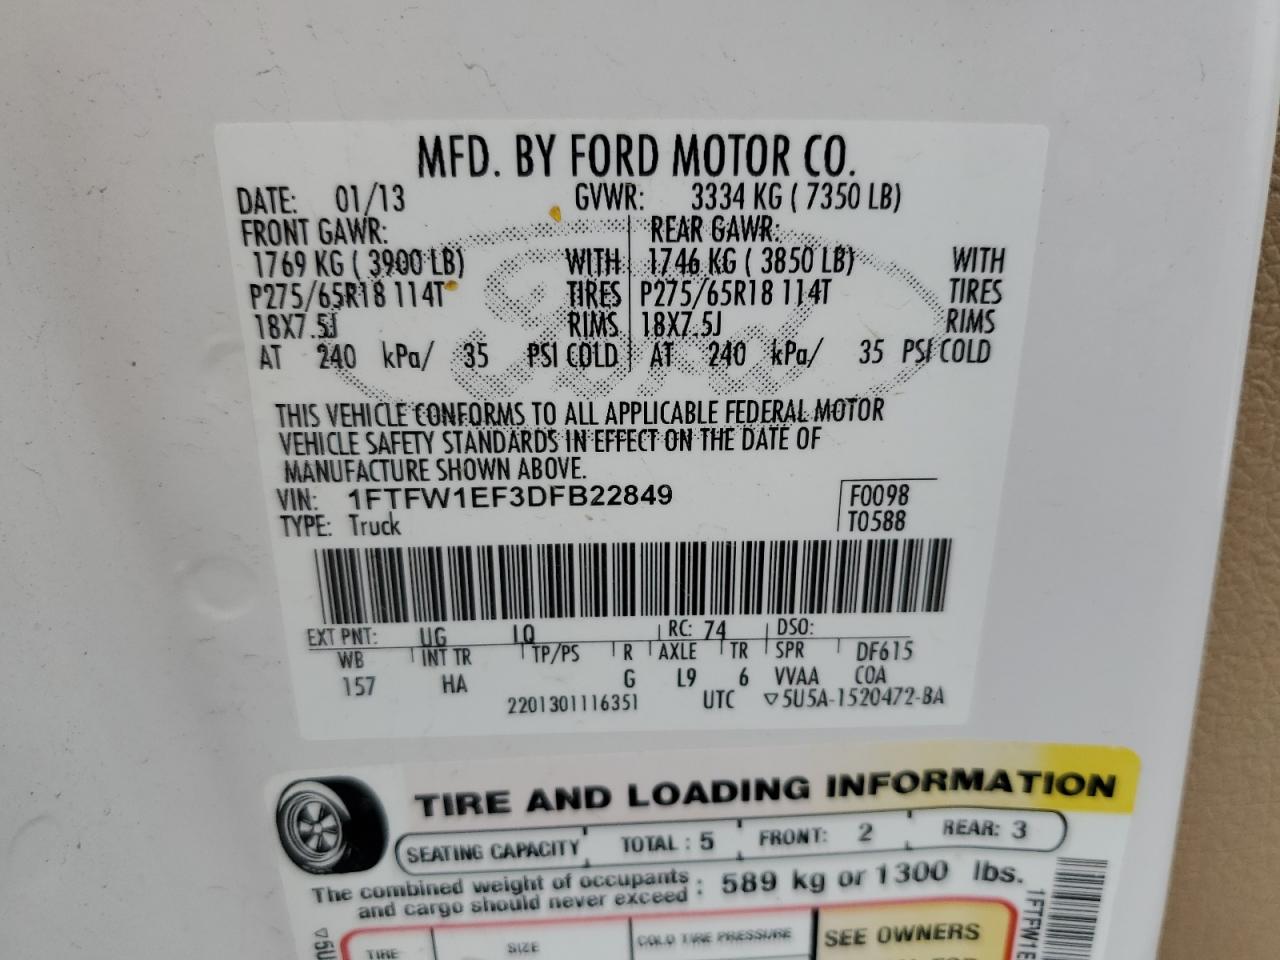 MFD. BY FORD MOTOR CO.
DATE: 01/13 GVWR: 3334 KG ( 7350 LB)
FRONT GAWR: REAR GAWR:
1769 KG ( 3900 LB) WITH 1746 KG ( 3850 LB) WITH
P275/65R18 114T TIRES P275/65R18 114T TIRES
18X7.5J RIMS 18X7.5J RIMS
AT 240 kPa/ 35 PSI COLD AT 240 kPa/ 35 PSI COLD
Ford
THIS VEHICLE CONFORMS TO ALL APPLICABLE FEDERAL MOTOR
VEHICLE SAFETY STANDARDS IN EFFECT ON THE DATE OF
MANUFACTURE SHOWN ABOVE.
VIN: 1FTFW1EF3DFB22849 F0098
TYPE: Truck T0588
EXT PNT: UG LQ RC: 74 DSO:
WB INT TR TP/PS R AXLE TR SPR DF615
157 HA G L9 6 VVAA COA
2201301116351 UTC ▽5U5A-1520472-BA
TIRE AND LOADING INFORMATION
SEATING CAPACITY TOTAL : 5 FRONT: 2 REAR: 3
The combined weight of occupants
and cargo should never exceed : 589 kg or 1300 lbs.
TIRE SIZE COLD TIRE PRESSURE SEE OWNERS
1FTFW1E
▽5U